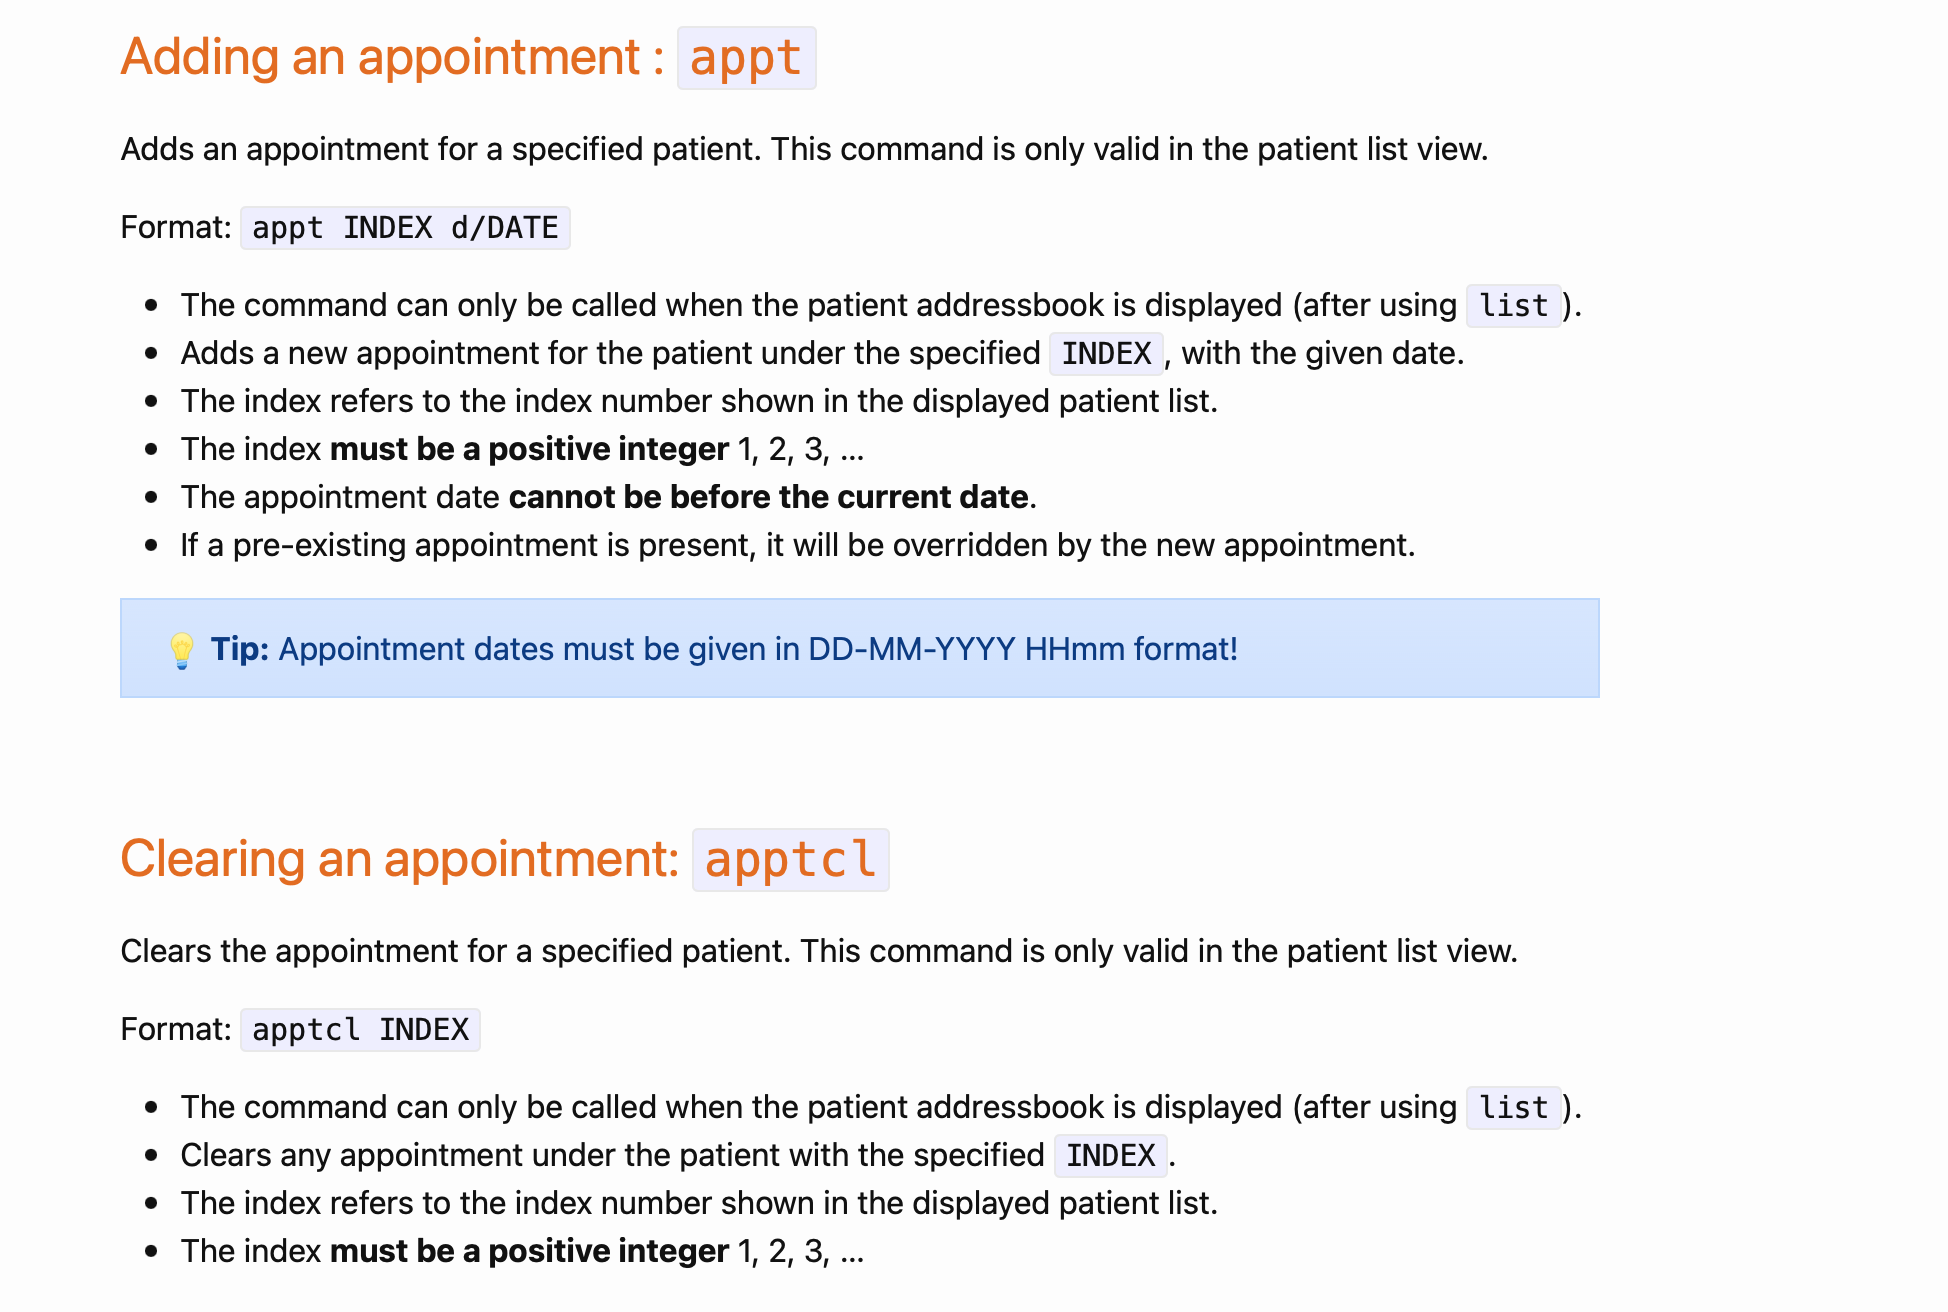 Adding an appointment : appt
Adds an appointment for a specified patient. This command is only valid in the patient list view.
Format: appt INDEX d/DATE
• The command can only be called when the patient addressbook is displayed (after using list).
• Adds a new appointment for the patient under the specified INDEX, with the given date.
• The index refers to the index number shown in the displayed patient list.
• The index must be a positive integer 1, 2, 3, …
• The appointment date cannot be before the current date.
• If a pre-existing appointment is present, it will be overridden by the new appointment.
💡 Tip: Appointment dates must be given in DD-MM-YYYY HHmm format!
Clearing an appointment: apptcl
Clears the appointment for a specified patient. This command is only valid in the patient list view.
Format: apptcl INDEX
• The command can only be called when the patient addressbook is displayed (after using list).
• Clears any appointment under the patient with the specified INDEX.
• The index refers to the index number shown in the displayed patient list.
• The index must be a positive integer 1, 2, 3, …